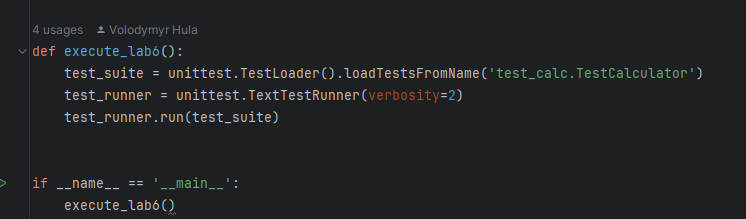 4 usages Volodymyr Hula
def execute_lab6():
    test_suite = unittest.TestLoader().loadTestsFromName('test_calc.TestCalculator')
    test_runner = unittest.TextTestRunner(verbosity=2)
    test_runner.run(test_suite)
if __name__ == '__main__':
    execute_lab6()